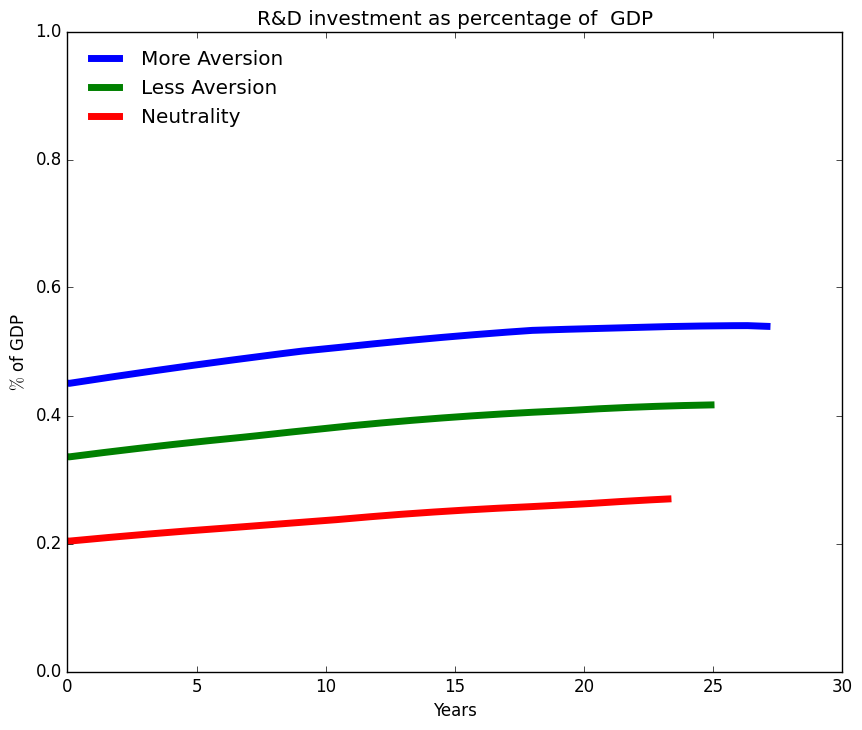 R&D investment as percentage of  GDP
More Aversion
Less Aversion
Neutrality
% of GDP
1.0
0.8
0.6
0.4
0.2
0.0
0 5 10 15 20 25 30
Years